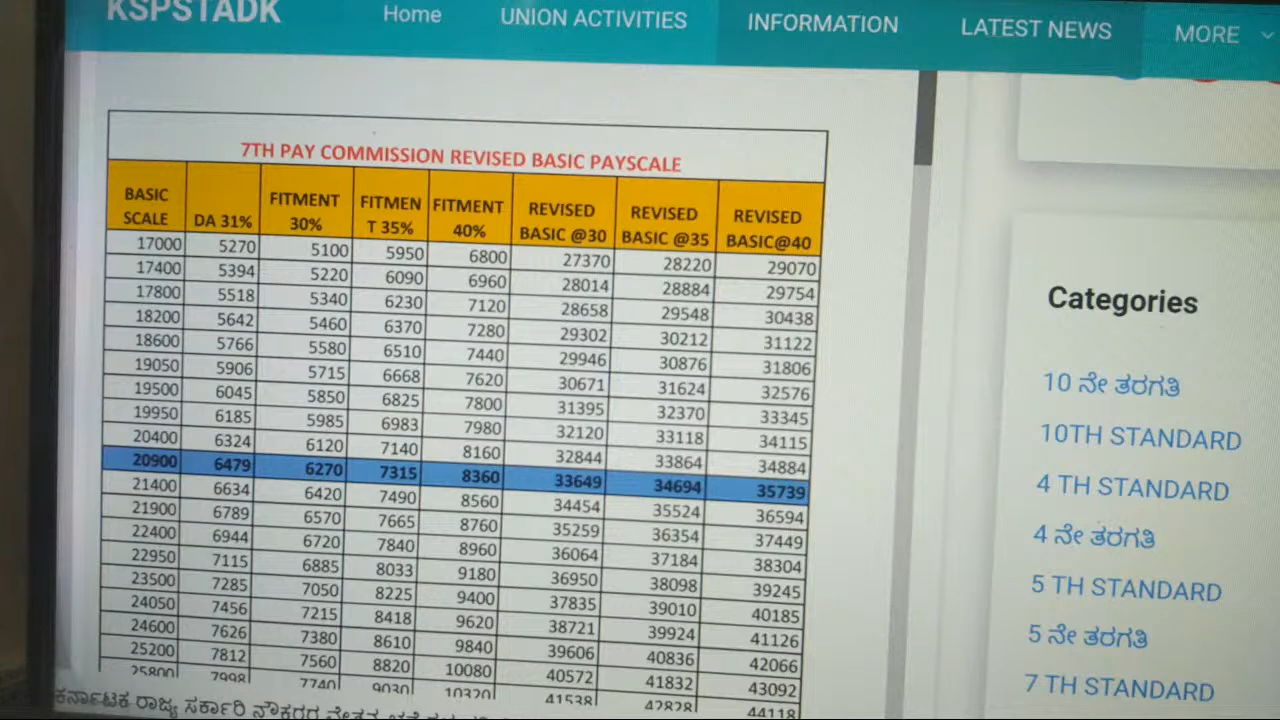 KSPSTADK Home UNION ACTIVITIES INFORMATION LATEST NEWS MORE
7TH PAY COMMISSION REVISED BASIC PAYSCALE
BASIC SCALE DA 31% FITMENT 30% FITMEN T 35% FITMENT 40% REVISED BASIC @30 REVISED BASIC @35 REVISED BASIC@40
17000 5270 5100 5950 6800 27370 28220 29070
17400 5394 5220 6090 6960 28014 28884 29754
17800 5518 5340 6230 7120 28658 29548 30438
18200 5642 5460 6370 7280 29302 30212 31122
18600 5766 5580 6510 7440 29946 30876 31806
19050 5906 5715 6668 7620 30671 31624 32576
19500 6045 5850 6825 7800 31395 32370 33345
19950 6185 5985 6983 7980 32120 33118 34115
20400 6324 6120 7140 8160 32844 33864 34884
20900 6479 6270 7315 8360 33649 34694 35739
21400 6634 6420 7490 8560 34454 35524 36594
21900 6789 6570 7665 8760 35259 36354 37449
22400 6944 6720 7840 8960 36064 37184 38304
22950 7115 6885 8033 9180 36950 38098 39245
23500 7285 7050 8225 9400 37835 39010 40185
24050 7456 7215 8418 9620 38721 39924 41126
24600 7626 7380 8610 9840 39606 40836 42066
25200 7812 7560 8820 10080 40572 41832 43092
25800 7998 7740 9030 10320 41538 42828 44118
ಕರ್ನಾಟಕ ರಾಜ್ಯ ಸರ್ಕಾರಿ ನೌಕರರ
Categories
10 ನೇ ತರಗತಿ
10TH STANDARD
4 TH STANDARD
4 ನೇ ತರಗತಿ
5 TH STANDARD
5 ನೇ ತರಗತಿ
7 TH STANDARD